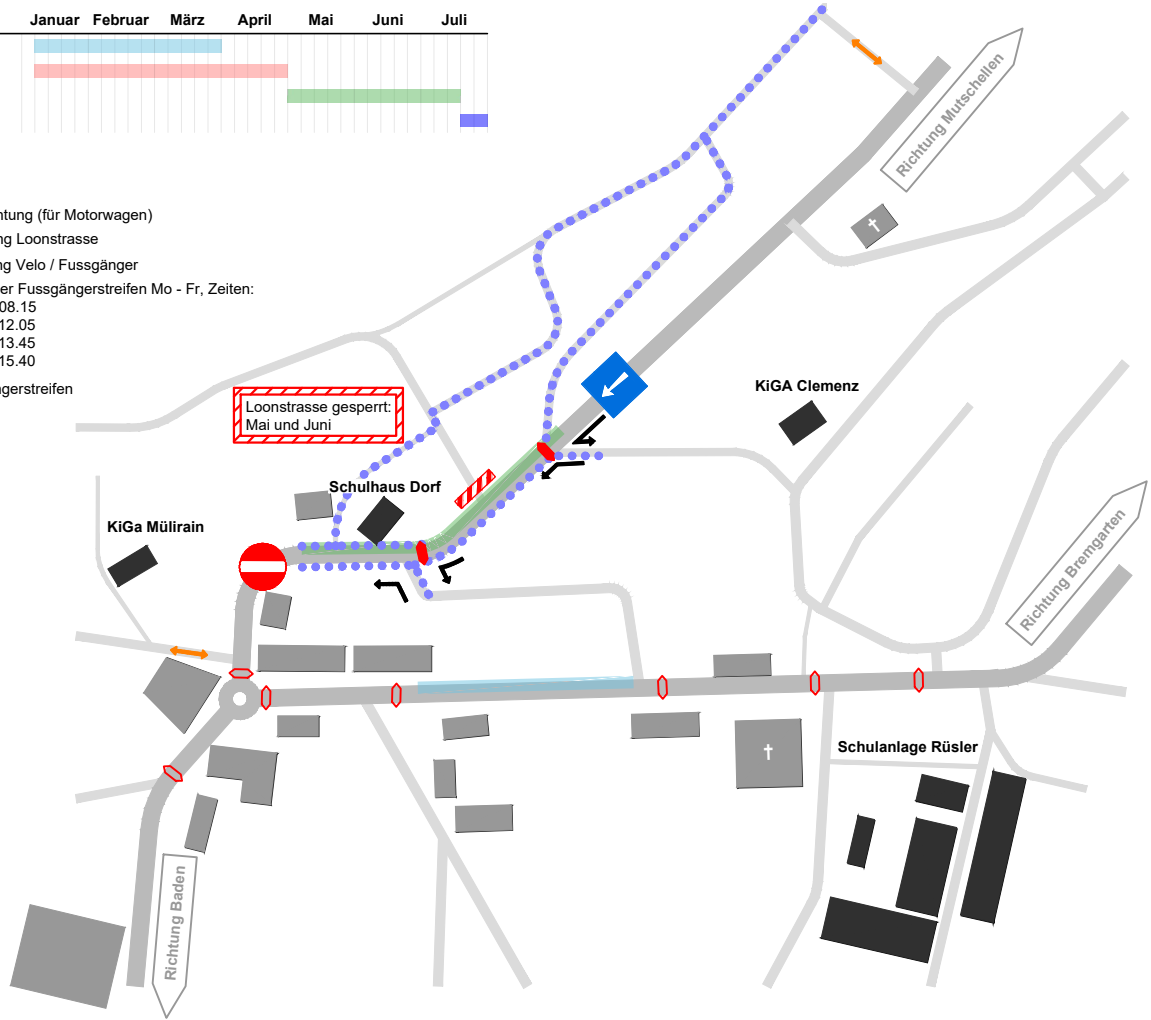 Januar Februar März April Mai Juni Juli
Richtung Mutschellen
htung (für Motorwagen)
ng Loonstrasse
ng Velo / Fussgänger
er Fussgängerstreifen Mo - Fr, Zeiten:
08.15
12.05
13.45
15.40
ngerstreifen
KiGA Clemenz
Loonstrasse gesperrt:
Mai und Juni
Schulhaus Dorf
KiGa Mülirain
Richtung Bremgarten
Schulanlage Rüsler
Richtung Baden